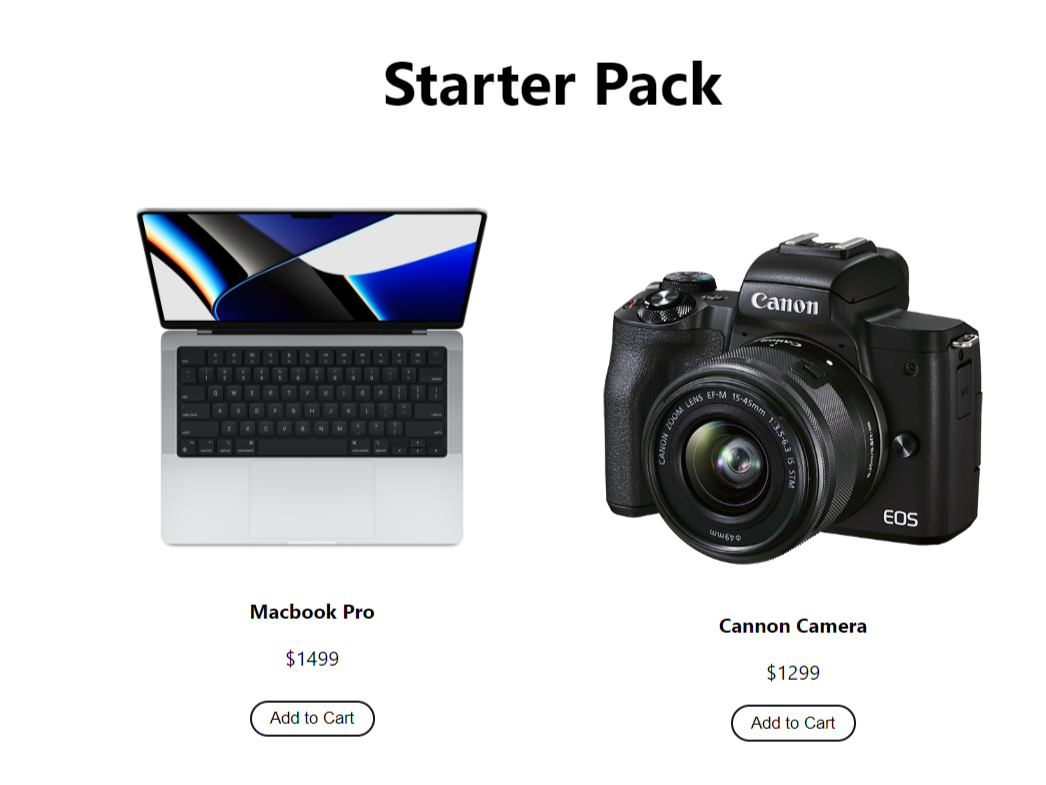 Starter Pack
Canon
CANON ZOOM LENS EF-M 15-45mm 1:3.5-6.3 IS STM
Φ49mm
EOS
Macbook Pro
$1499
Add to Cart
Cannon Camera
$1299
Add to Cart